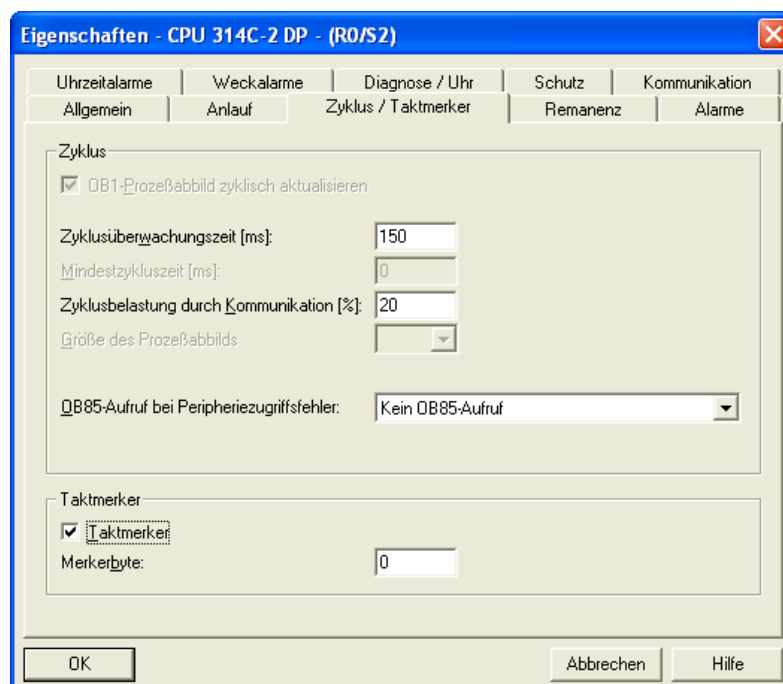 Eigenschaften - CPU 314C-2 DP - (R0/S2)
Uhrzeitalarme Weckalarme Diagnose / Uhr Schutz Kommunikation
Allgemein Anlauf Zyklus / Taktmerker Remanenz Alarme
Zyklus
OB1-Prozeßabbild zyklisch aktualisieren
Zyklusüberwachungszeit [ms]: 150
Mindestzykluszeit [ms]: 0
Zyklusbelastung durch Kommunikation [%]: 20
Größe des Prozeßabbilds
OB85-Aufruf bei Peripheriezugriffsfehler: Kein OB85-Aufruf
Taktmerker
Taktmerker
Merkerbyte: 0
OK Abbrechen Hilfe